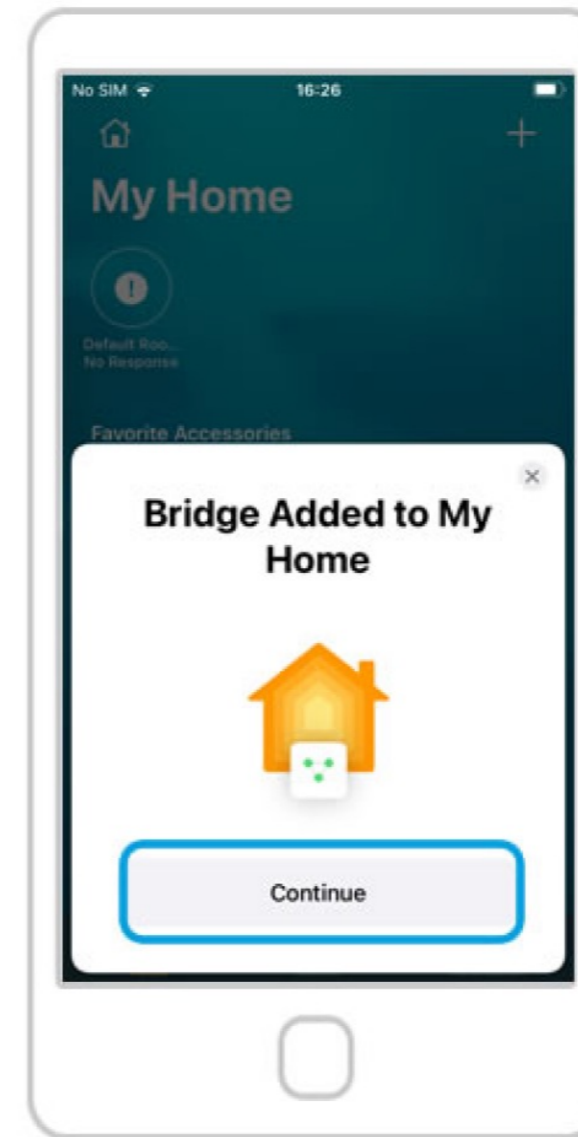 No SIM 16:26
My Home
Default Roo...
No Response
Favorite Accessories
Bridge Added to My
Home
Continue